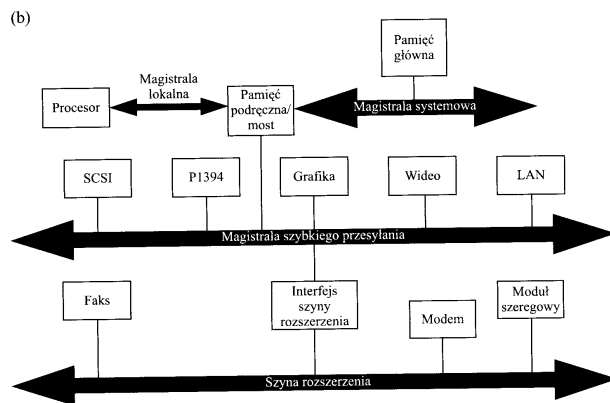 (b)
Pamięć
główna
Magistrala
lokalna
Procesor
Pamięć
podręczna/
most
Magistrala systemowa
SCSI
P1394
Grafika
Wideo
LAN
Magistrala szybkiego przesyłania
Faks
Interfejs
szyny
rozszerzenia
Modem
Moduł
szeregowy
Szyna rozszerzenia